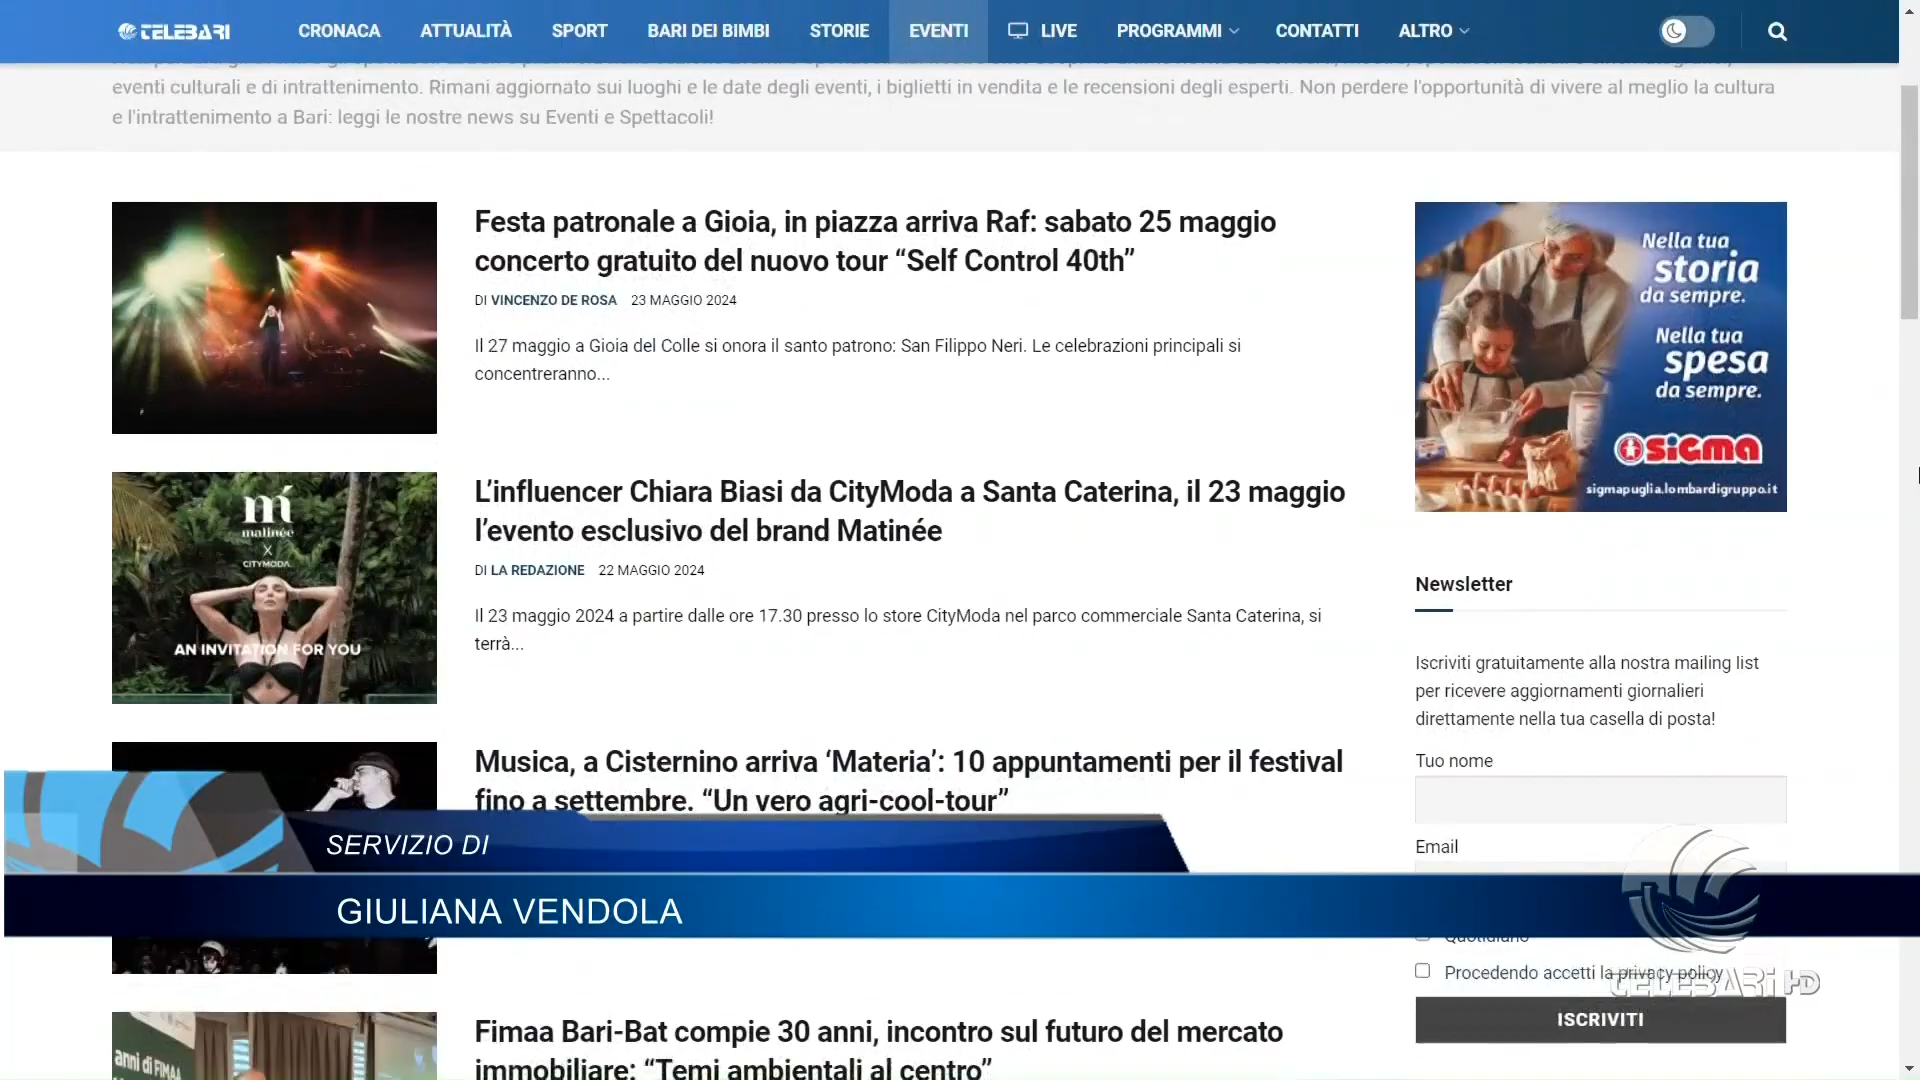 TELEBARI
CRONACA
ATTUALITÀ
SPORT
BARI DEI BIMBI
STORIE
EVENTI
LIVE
PROGRAMMI
CONTATTI
ALTRO
eventi culturali e di intrattenimento. Rimani aggiornato sui luoghi e le date degli eventi, i biglietti in vendita e le recensioni degli esperti. Non perdere l'opportunità di vivere al meglio la cultura
e l'intrattenimento a Bari: leggi le nostre news su Eventi e Spettacoli!
Festa patronale a Gioia, in piazza arriva Raf: sabato 25 maggio
concerto gratuito del nuovo tour “Self Control 40th”
DI VINCENZO DE ROSA 23 MAGGIO 2024
Il 27 maggio a Gioia del Colle si onora il santo patrono: San Filippo Neri. Le celebrazioni principali si
concentreranno...
mí
matinée
X
CITYMODA
AN INVITATION FOR YOU
L’influencer Chiara Biasi da CityModa a Santa Caterina, il 23 maggio
l’evento esclusivo del brand Matinée
DI LA REDAZIONE 22 MAGGIO 2024
Il 23 maggio 2024 a partire dalle ore 17.30 presso lo store CityModa nel parco commerciale Santa Caterina, si
terrà...
Musica, a Cisternino arriva ‘Materia’: 10 appuntamenti per il festival
fino a settembre. “Un vero agri-cool-tour”
SERVIZIO DI
GIULIANA VENDOLA
anni di FIMAA
Fimaa Bari-Bat compie 30 anni, incontro sul futuro del mercato
immobiliare: “Temi ambientali al centro”
Nella tua
storia
da sempre.
Nella tua
spesa
da sempre.
sigma
sigmapuglia.lombardigruppo.it
Newsletter
Iscriviti gratuitamente alla nostra mailing list
per ricevere aggiornamenti giornalieri
direttamente nella tua casella di posta!
Tuo nome
Email
Quotidiano
Procedendo accetti la privacy policy
TELEBARI HD
ISCRIVITI